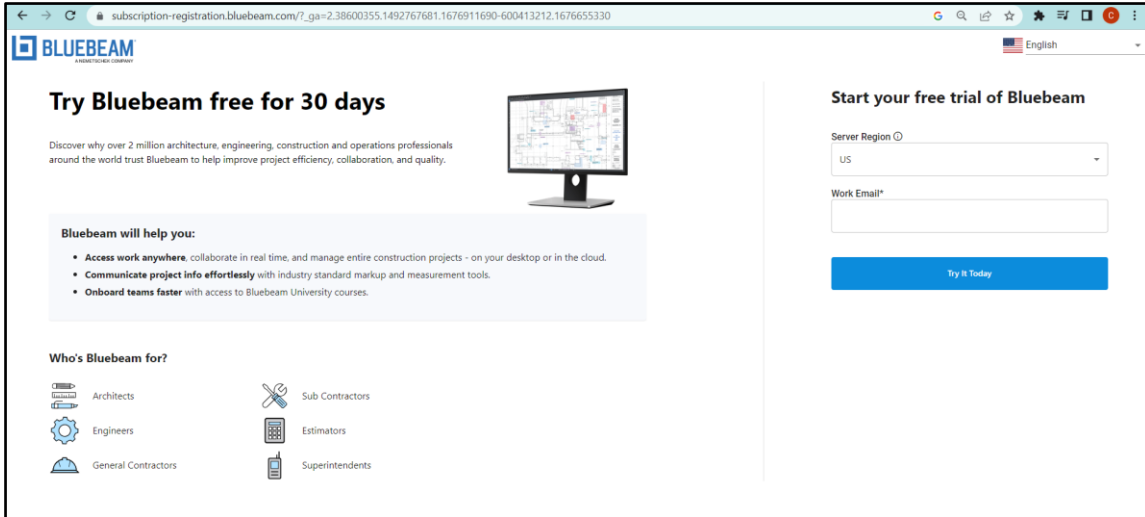 subscription-registration.bluebeam.com/?_ga=2.38600355.1492767681.1676911690-600413212.1676655330
C
BLUEBEAM
A NEMETSCHEK COMPANY
English
Try Bluebeam free for 30 days
Discover why over 2 million architecture, engineering, construction and operations professionals
around the world trust Bluebeam to help improve project efficiency, collaboration, and quality.
Bluebeam will help you:
• Access work anywhere, collaborate in real time, and manage entire construction projects - on your desktop or in the cloud.
• Communicate project info effortlessly with industry standard markup and measurement tools.
• Onboard teams faster with access to Bluebeam University courses.
Who's Bluebeam for?
Architects
Sub Contractors
Engineers
Estimators
General Contractors
Superintendents
Start your free trial of Bluebeam
Server Region
US
Work Email*
Try It Today